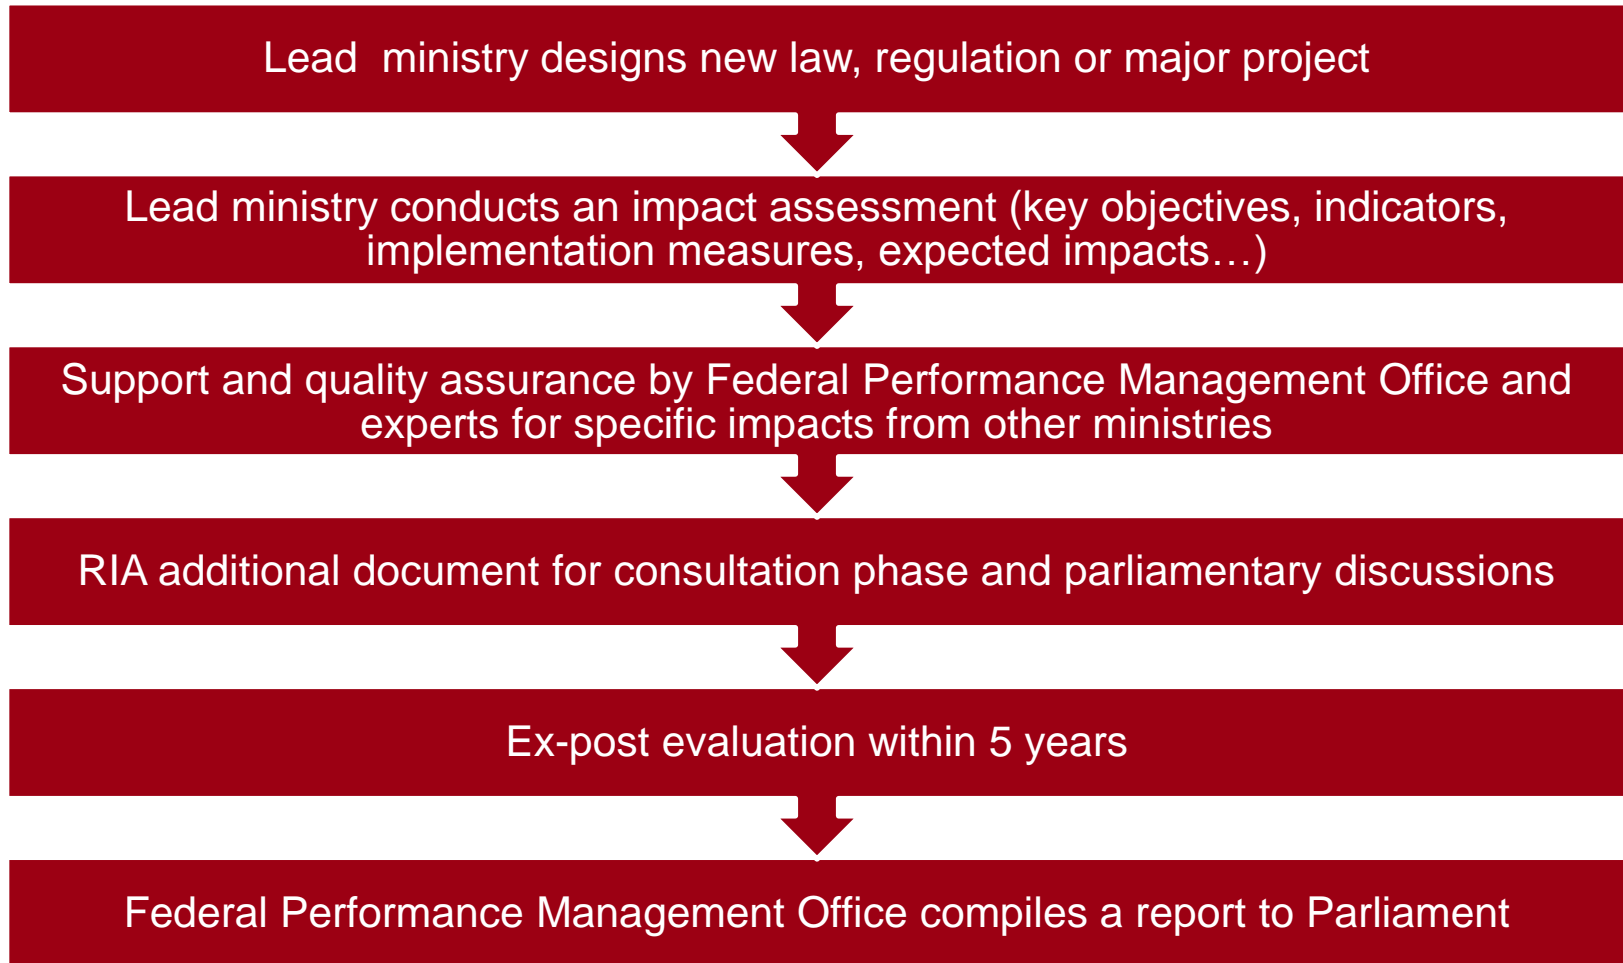 Lead  ministry designs new law, regulation or major project
Lead ministry conducts an impact assessment (key objectives, indicators,
implementation measures, expected impacts…)
Support and quality assurance by Federal Performance Management Office and
experts for specific impacts from other ministries
RIA additional document for consultation phase and parliamentary discussions
Ex-post evaluation within 5 years
Federal Performance Management Office compiles a report to Parliament